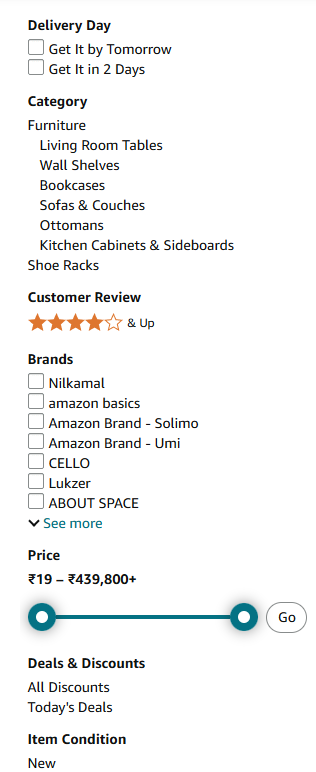 Delivery Day
Get It by Tomorrow
Get It in 2 Days
Category
Furniture
Living Room Tables
Wall Shelves
Bookcases
Sofas & Couches
Ottomans
Kitchen Cabinets & Sideboards
Shoe Racks
Customer Review
& Up
Brands
Nilkamal
amazon basics
Amazon Brand - Solimo
Amazon Brand - Umi
CELLO
Lukzer
ABOUT SPACE
See more
Price
₹19 – ₹439,800+
Go
Deals & Discounts
All Discounts
Today's Deals
Item Condition
New